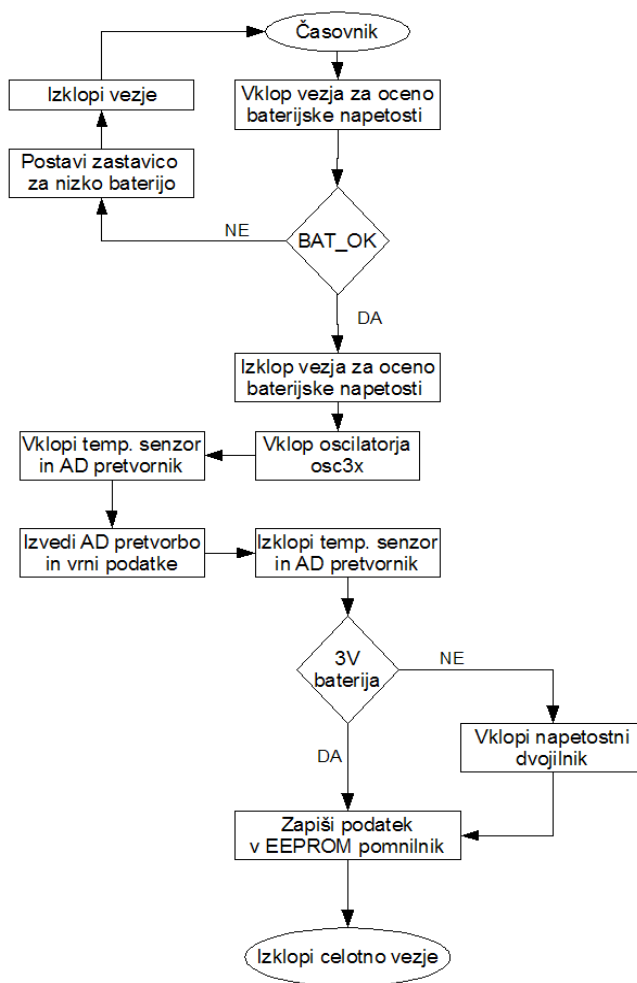 Časovnik
Izklopi vezje
Vklop vezja za oceno
baterijske napetosti
Postavi zastavico
za nizko baterijo
NE
BAT_OK
DA
Izklop vezja za oceno
baterijske napetosti
Vklopi temp. senzor
in AD pretvornik
Vklop oscilatorja
osc3x
Izvedi AD pretvorbo
in vrni podatke
Izklopi temp. senzor
in AD pretvornik
3V
baterija
NE
Vklopi napetostni
dvojilnik
DA
Zapiši podatek
v EEPROM pomnilnik
Izklopi celotno vezje